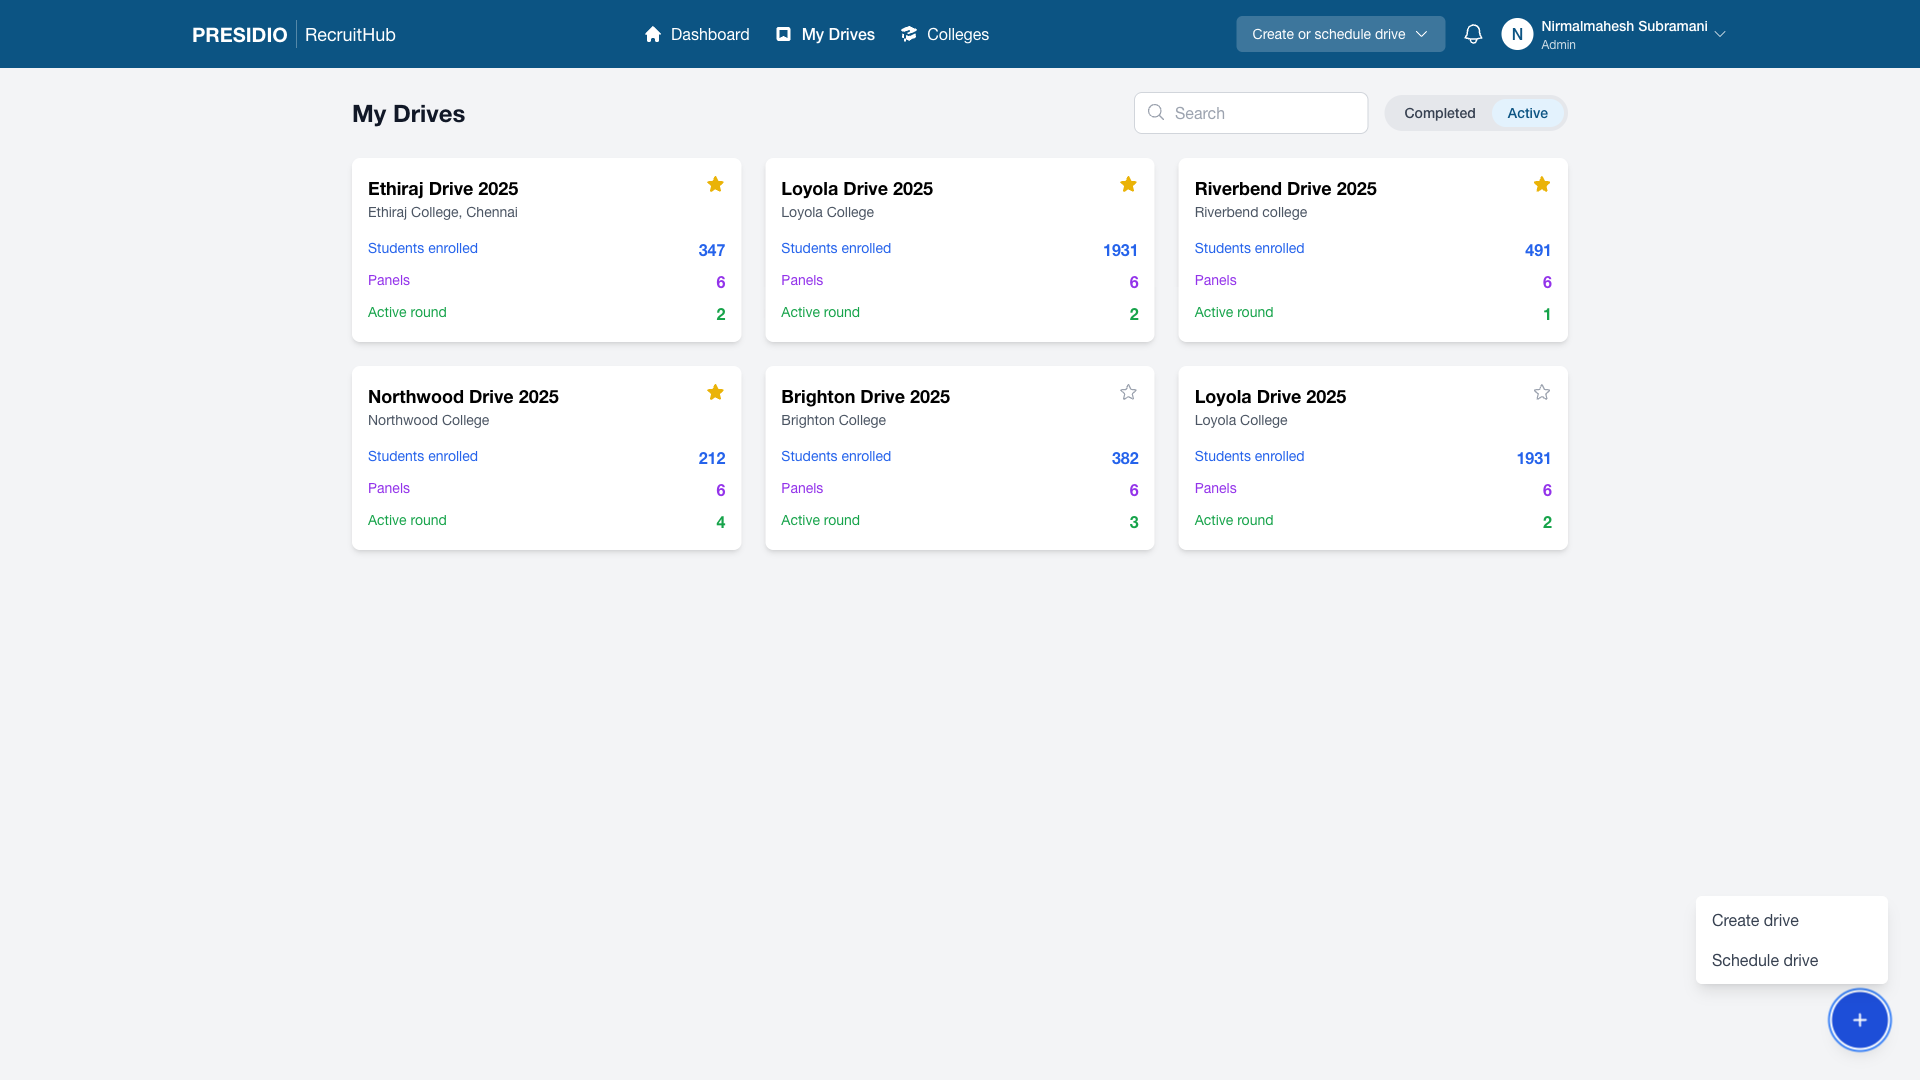 PRESIDIO RecruitHub
Dashboard My Drives Colleges
Create or schedule drive
N
Nirmalmahesh Subramani
Admin
My Drives
Search
Completed Active
Ethiraj Drive 2025
Ethiraj College, Chennai
Students enrolled 347
Panels 6
Active round 2
Loyola Drive 2025
Loyola College
Students enrolled 1931
Panels 6
Active round 2
Riverbend Drive 2025
Riverbend college
Students enrolled 491
Panels 6
Active round 1
Northwood Drive 2025
Northwood College
Students enrolled 212
Panels 6
Active round 4
Brighton Drive 2025
Brighton College
Students enrolled 382
Panels 6
Active round 3
Loyola Drive 2025
Loyola College
Students enrolled 1931
Panels 6
Active round 2
Create drive
Schedule drive
+